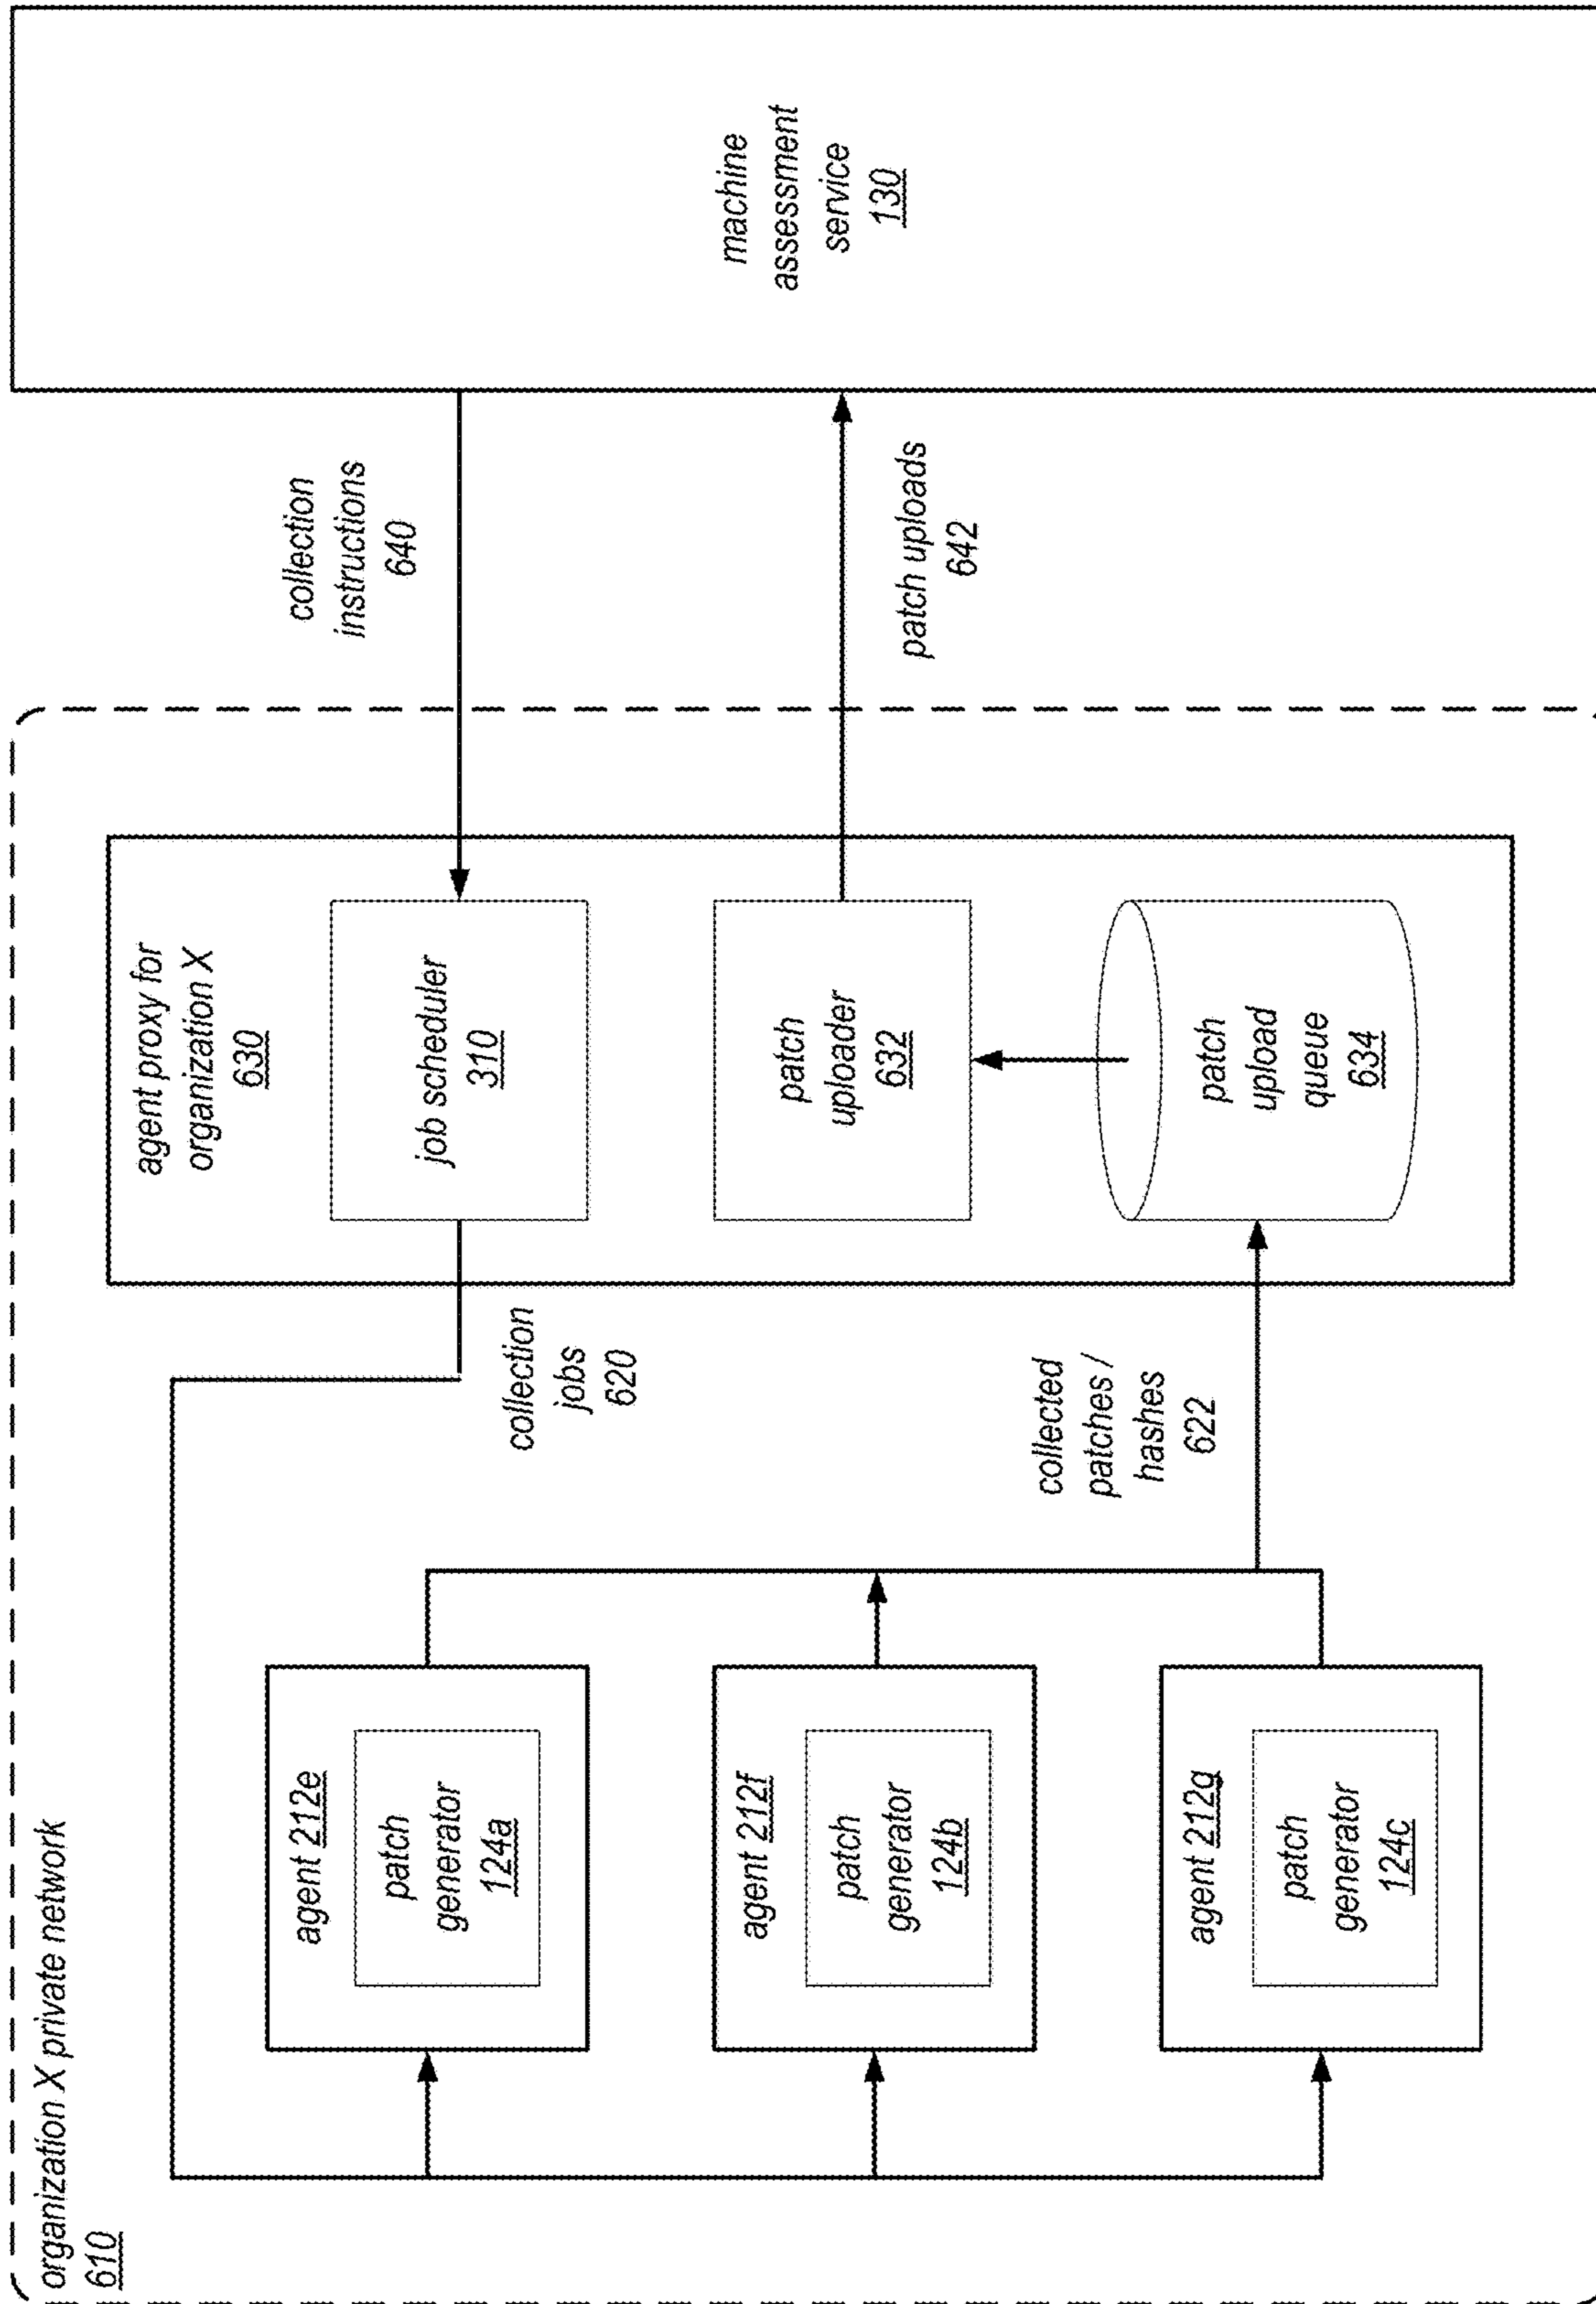 organization X private network
610
agent 212e
patch
generator
124a
agent 212f
patch
generator
124b
agent 212g
patch
generator
124c
collection
jobs
620
collected
patches /
hashes
622
agent proxy for
organization X
630
job scheduler
310
patch
uploader
632
patch
upload
queue
634
collection
instructions
640
patch uploads
642
machine
assessment
service
130